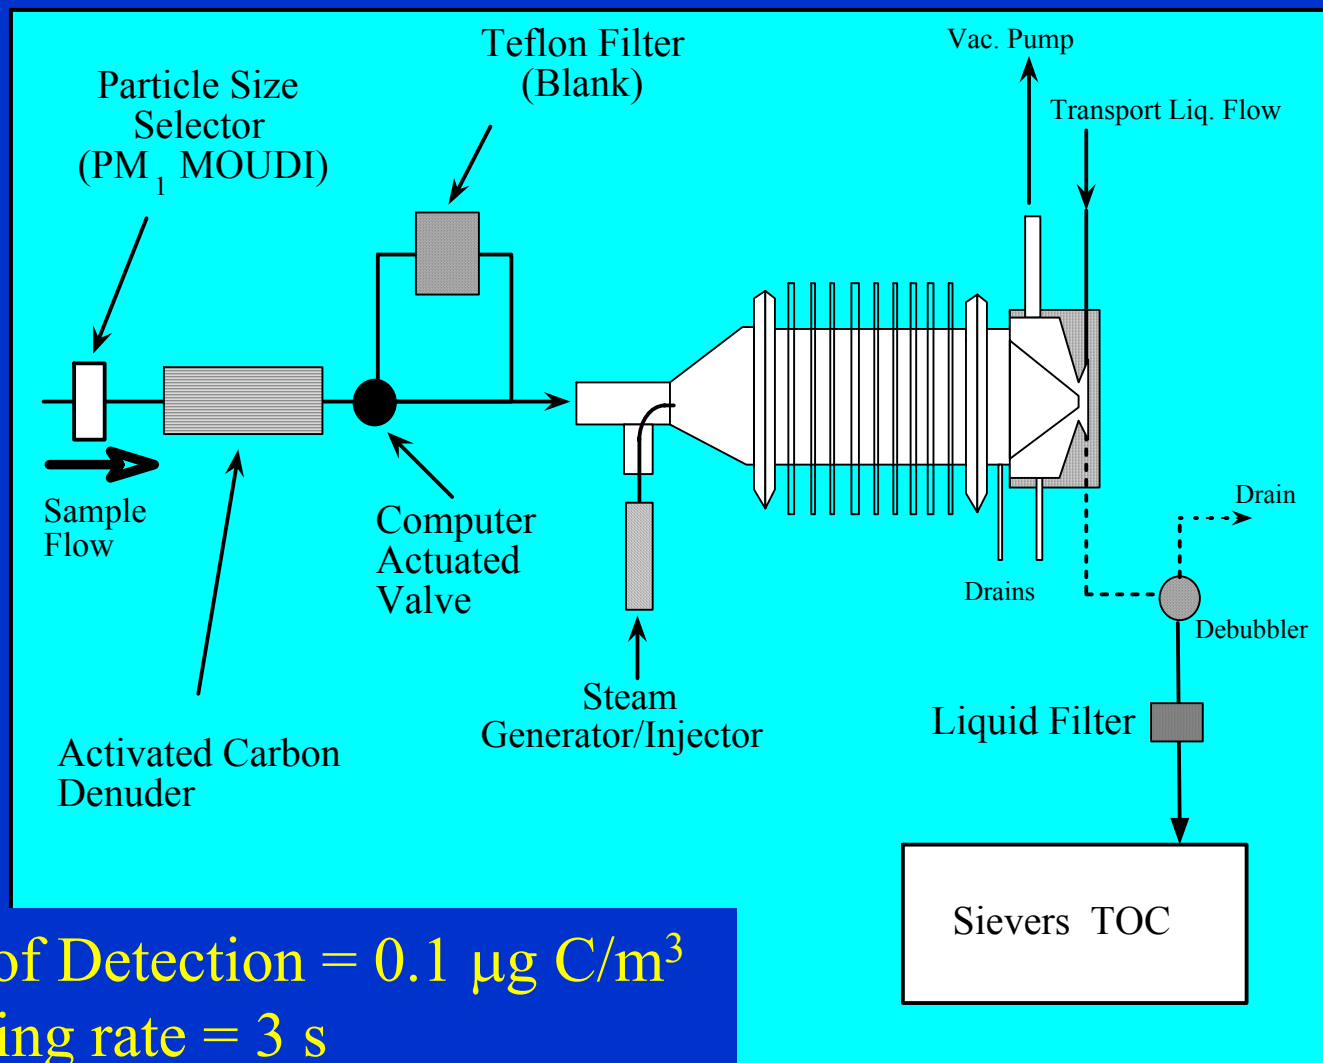 Teflon Filter
(Blank)
Vac. Pump
Particle Size
Selector
(PM₁ MOUDI)
Transport Liq. Flow
Sample
Flow
Computer
Actuated
Valve
Drain
Drains
Debubbler
Steam
Generator/Injector
Liquid Filter
Activated Carbon
Denuder
Sievers TOC
of Detection = 0.1 μg C/m³
ing rate = 3 s